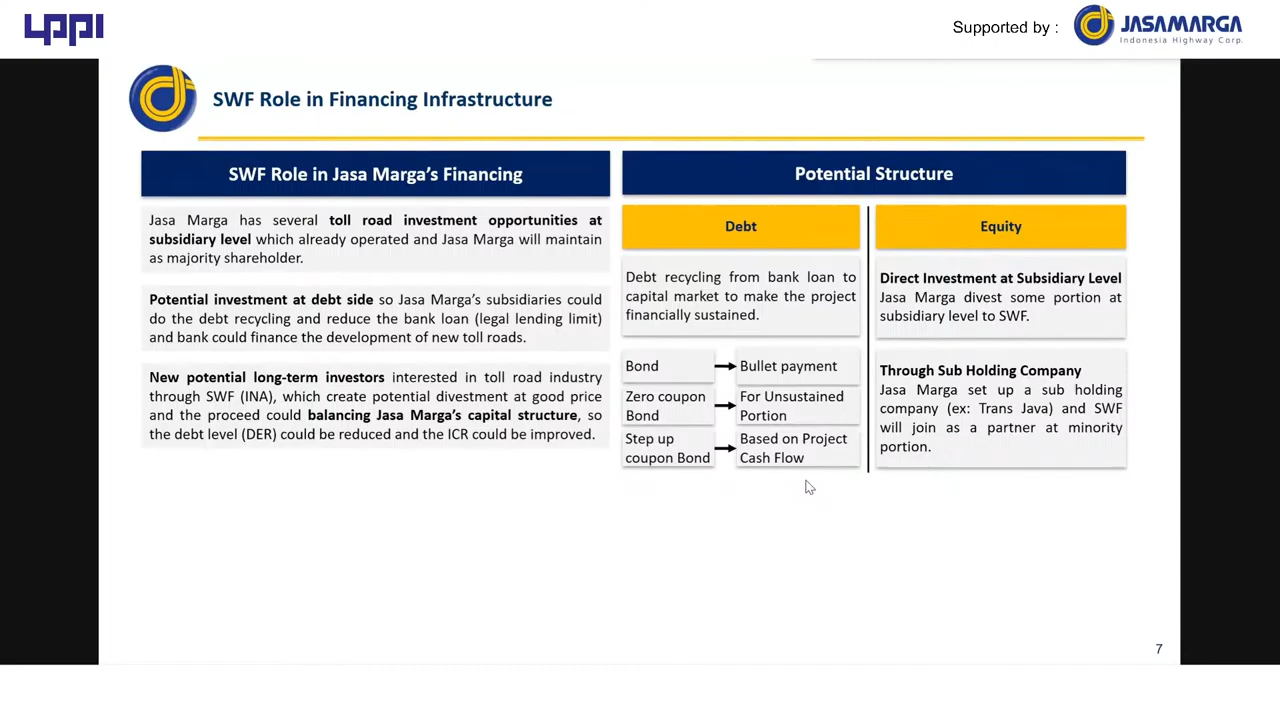 LPPI
Supported by :
JASAMARGA
Indonesia Highway Corp.
SWF Role in Financing Infrastructure
SWF Role in Jasa Marga's Financing
Jasa Marga has several toll road investment opportunities at
subsidiary level which already operated and Jasa Marga will maintain
as majority shareholder.
Potential investment at debt side so Jasa Marga's subsidiaries could
do the debt recycling and reduce the bank loan (legal lending limit)
and bank could finance the development of new toll roads.
New potential long-term investors interested in toll road industry
through SWF (INA), which create potential divestment at good price
and the proceed could balancing Jasa Marga's capital structure, so
the debt level (DER) could be reduced and the ICR could be improved.
Potential Structure
Debt
Debt recycling from bank loan to
capital market to make the project
financially sustained.
Bond
Bullet payment
Zero coupon
Bond
For Unsustained
Portion
Step up
coupon Bond
Based on Project
Cash Flow
Equity
Direct Investment at Subsidiary Level
Jasa Marga divest some portion at
subsidiary level to SWF.
Through Sub Holding Company
Jasa Marga set up a sub holding
company (ex: Trans Java) and SWF
will join as a partner at minority
portion.
7